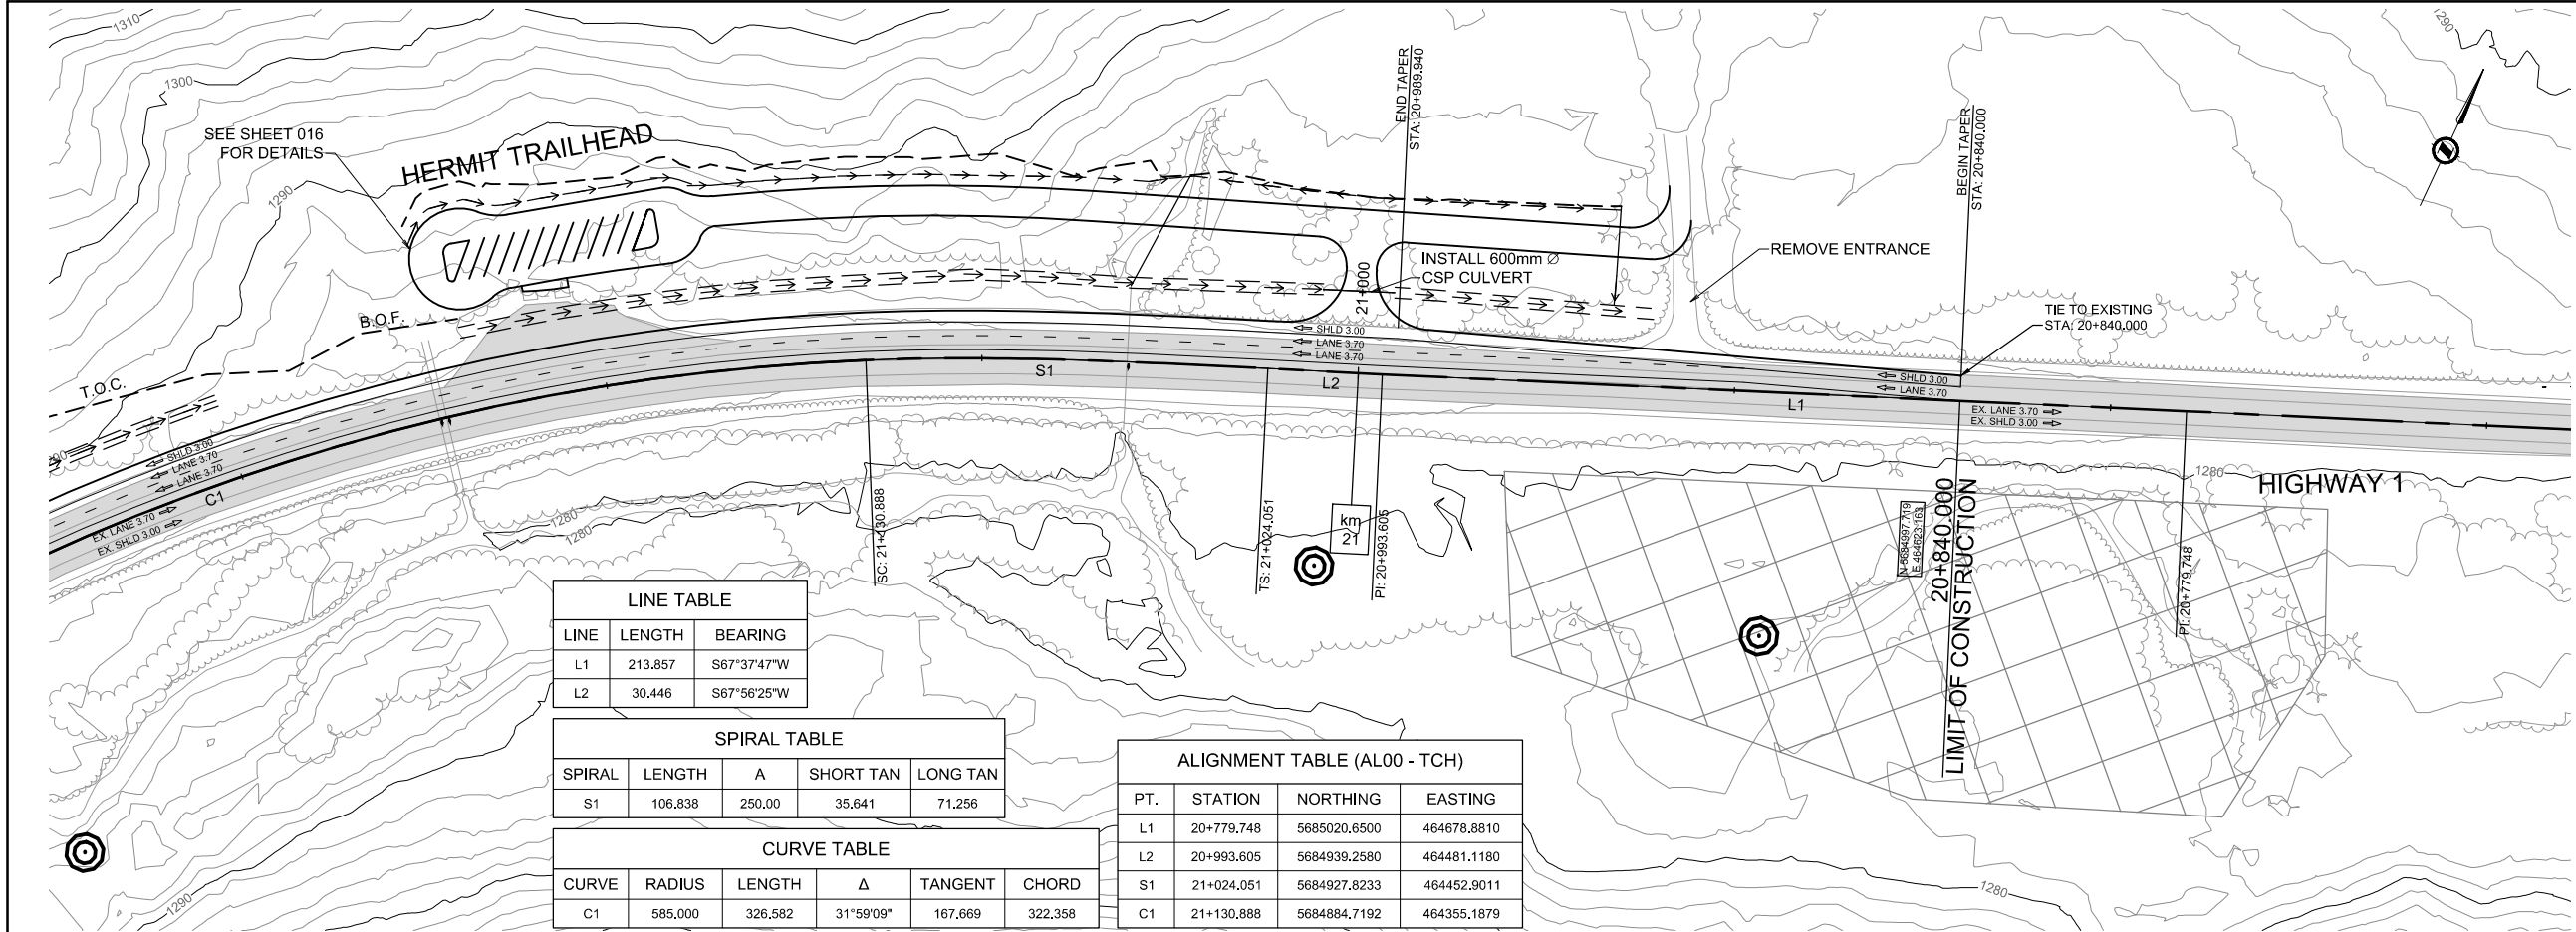 1310
1300
1290
1290
SEE SHEET 016
FOR DETAILS
HERMIT TRAILHEAD
END TAPER
STA: 20+989.940
BEGIN TAPER
STA: 20+840.000
REMOVE ENTRANCE
INSTALL 600mm Ø
CSP CULVERT
21+000
TIE TO EXISTING
STA: 20+840.000
B.O.F.
T.O.C.
SHLD 3.00
LANE 3.70
LANE 3.70
SHLD 3.00
LANE 3.70
S1
L2
L1
EX. LANE 3.70
EX. SHLD 3.00
SHLD 3.00
LANE 3.70
LANE 3.70
C1
EX. LANE 3.70
EX. SHLD 3.00
1280
HIGHWAY 1
1280
1280
SC: 21+130.888
TS: 21+024.051
km
21
PI: 20+993.605
N:5684997.719
E:464623.163
20+840.000
LIMIT OF CONSTRUCTION
PI: 20+779.748
LINE TABLE
LINE LENGTH BEARING
L1 213.857 S67°37'47"W
L2 30.446 S67°56'25"W
SPIRAL TABLE
SPIRAL LENGTH A SHORT TAN LONG TAN
S1 106.838 250.00 35.641 71.256
CURVE TABLE
CURVE RADIUS LENGTH Δ TANGENT CHORD
C1 585.000 326.582 31°59'09" 167.669 322.358
ALIGNMENT TABLE (AL00 - TCH)
PT. STATION NORTHING EASTING
L1 20+779.748 5685020.6500 464678.8810
L2 20+993.605 5684939.2580 464481.1180
S1 21+024.051 5684927.8233 464452.9011
C1 21+130.888 5684884.7192 464355.1879
1290
1280